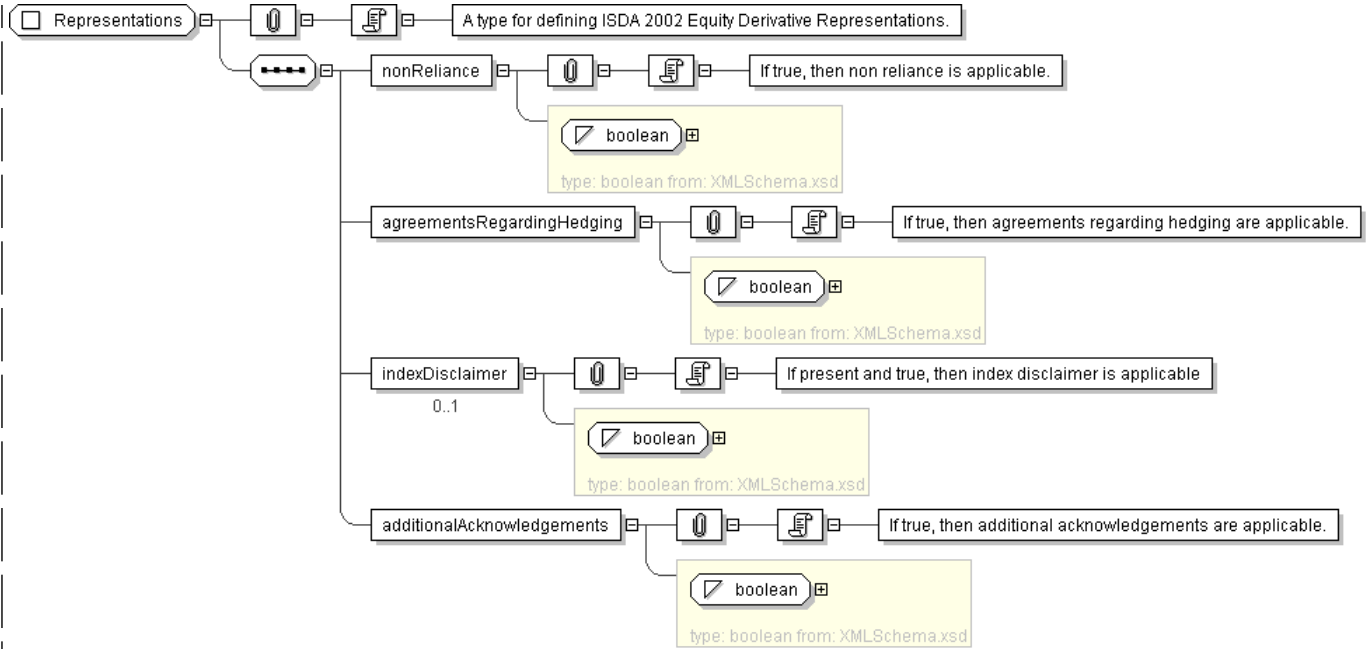 Representations
A type for defining ISDA 2002 Equity Derivative Representations.
nonReliance
If true, then non reliance is applicable.
boolean
type: boolean from: XMLSchema.xsd
agreementsRegardingHedging
If true, then agreements regarding hedging are applicable.
boolean
type: boolean from: XMLSchema.xsd
indexDisclaimer
If present and true, then index disclaimer is applicable
0..1
boolean
type: boolean from: XMLSchema.xsd
additionalAcknowledgements
If true, then additional acknowledgements are applicable.
boolean
type: boolean from: XMLSchema.xsd